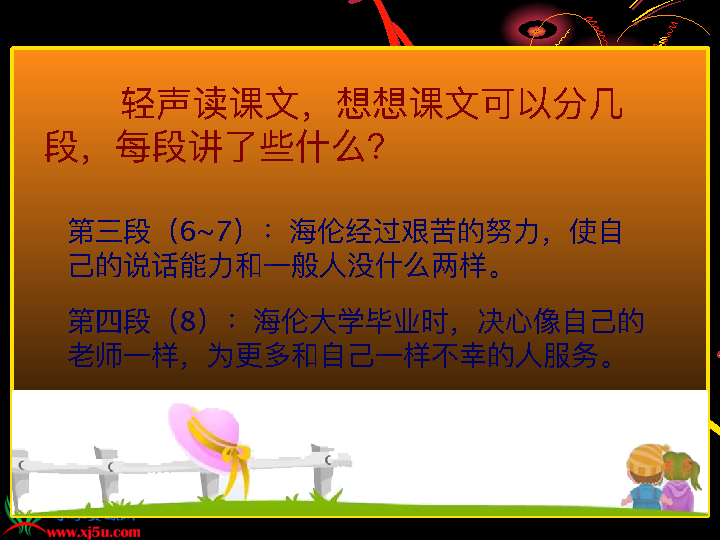 轻声读课文，想想课文可以分几
段，每段讲了些什么？
第三段（6~7）：海伦经过艰苦的努力，使自
己的说话能力和一般人没什么两样。
第四段（8）：海伦大学毕业时，决心像自己的
老师一样，为更多和自己一样不幸的人服务。
www.xj5u.com